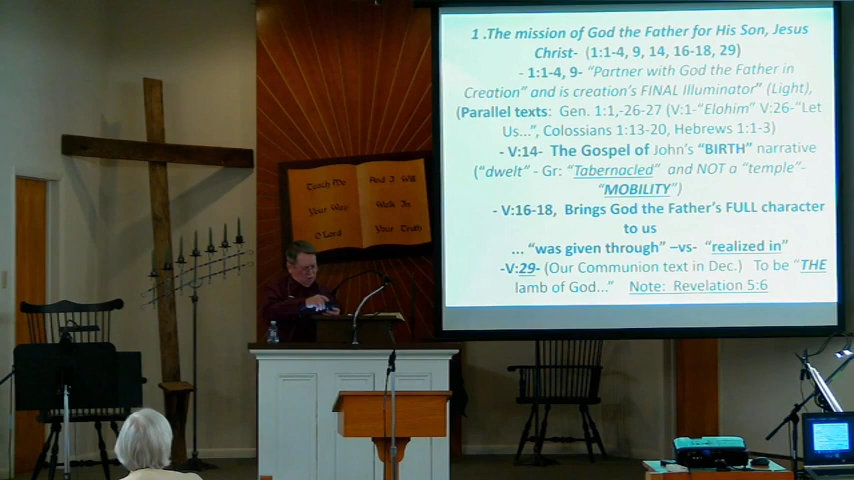 1 .The mission of God the Father for His Son, Jesus
Christ- (1:1-4, 9, 14, 16-18, 29)
- 1:1-4, 9- “Partner with God the Father in
Creation” and is creation’s FINAL Illuminator” (Light),
(Parallel texts: Gen. 1:1,-26-27 (V:1-“Elohim” V:26-“Let
Us…”, Colossians 1:13-20, Hebrews 1:1-3)
- V:14- The Gospel of John’s “BIRTH” narrative
(“dwelt” - Gr: “Tabernacled” and NOT a “temple”-
“MOBILITY”)
- V:16-18, Brings God the Father’s FULL character
to us
… “was given through” –vs- “realized in”
-V:29- (Our Communion text in Dec.) To be “THE
lamb of God…” Note: Revelation 5:6
Teach Me
Your Way
O Lord
And I Will
Walk In
Your Truth